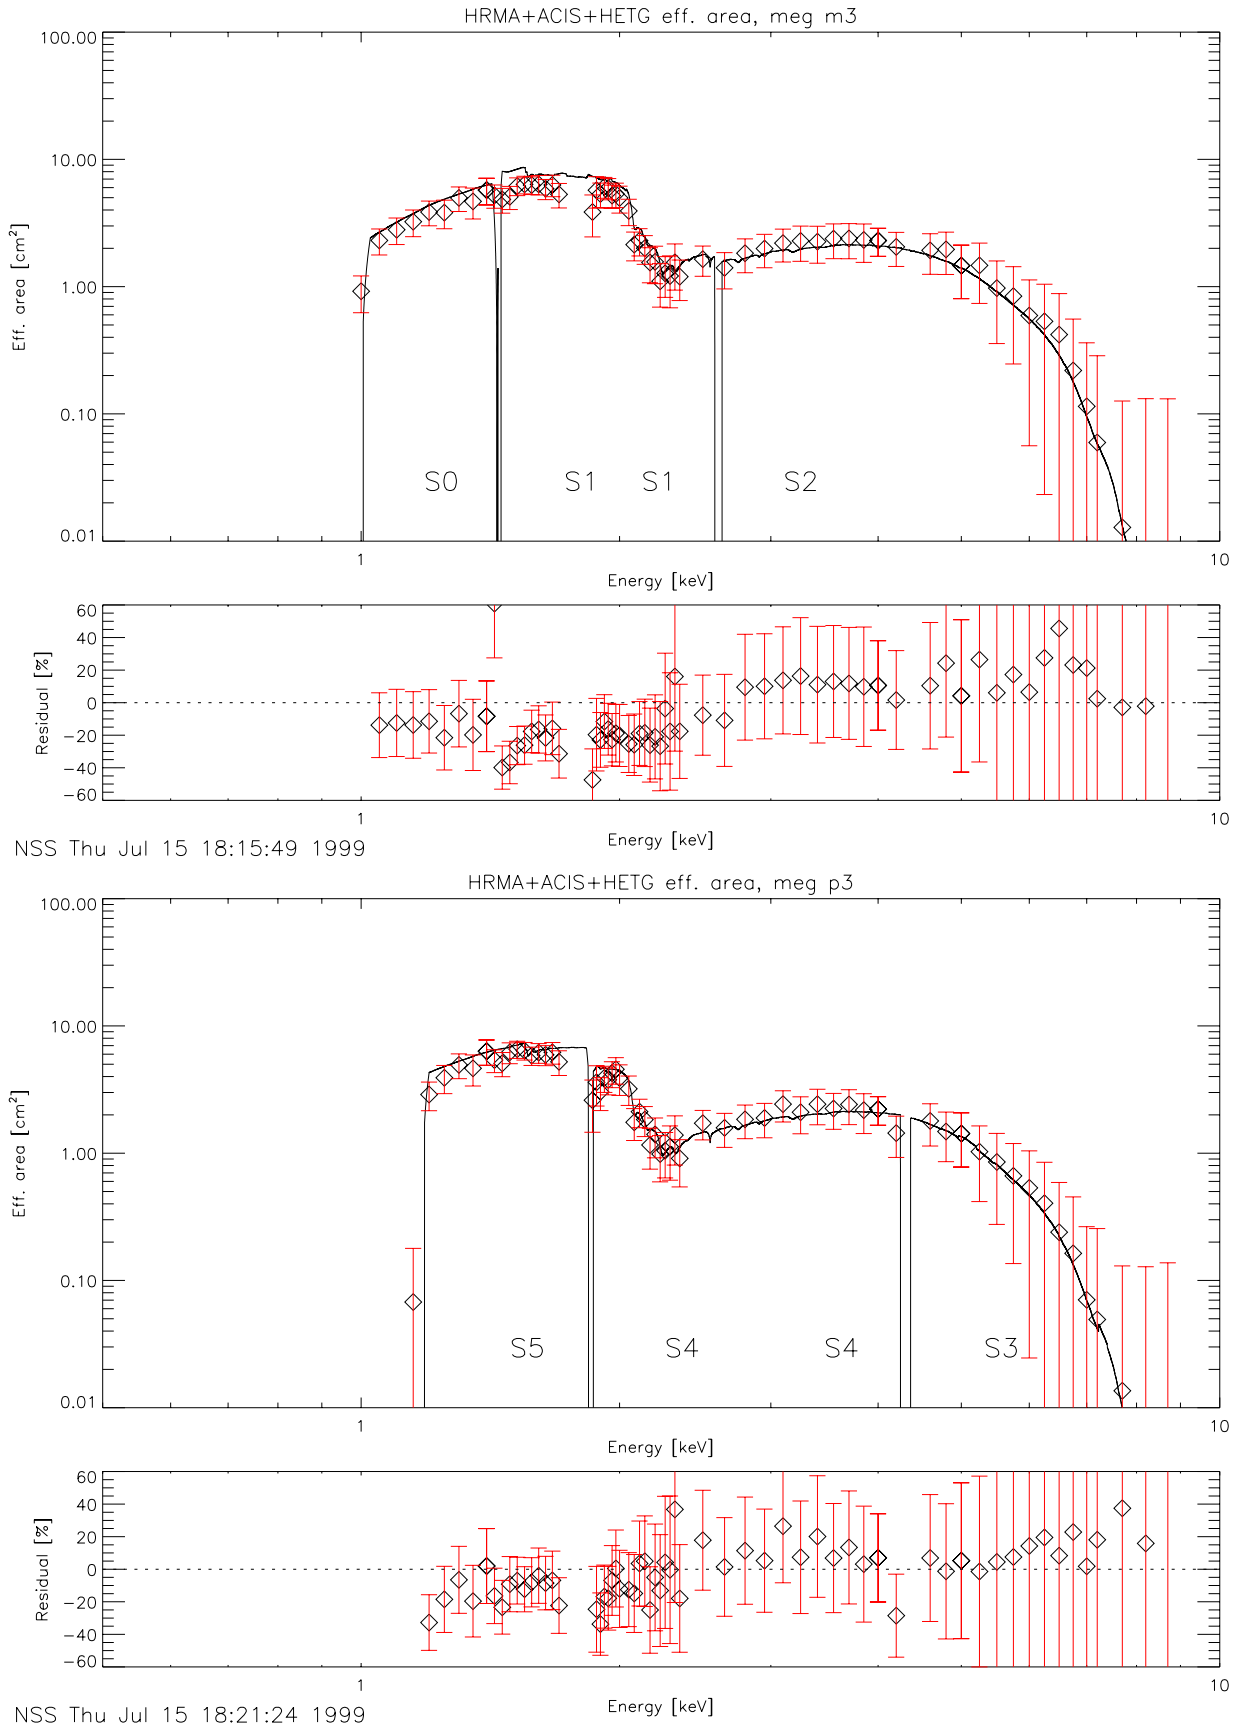 HRMA+ACIS+HETG eff. area, meg m3
100.00
10.00
1.00
0.10
0.01
Eff. area [cm²]
S0 S1 S1 S2
1 10
Energy [keV]
60
40
20
0
−20
−40
−60
Residual [%]
1 10
Energy [keV]
NSS Thu Jul 15 18:15:49 1999
HRMA+ACIS+HETG eff. area, meg p3
100.00
10.00
1.00
0.10
0.01
Eff. area [cm²]
S5 S4 S4 S3
1 10
Energy [keV]
60
40
20
0
−20
−40
−60
Residual [%]
1 10
Energy [keV]
NSS Thu Jul 15 18:21:24 1999